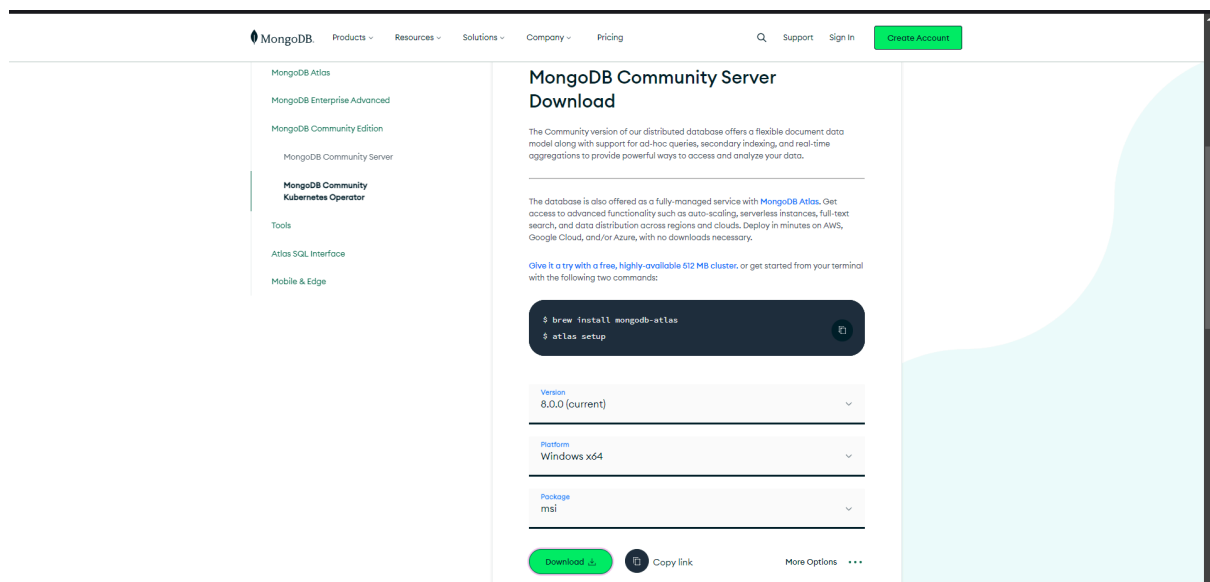 MongoDB.
Products
Resources
Solutions
Company
Pricing
Support
Sign In
Create Account
MongoDB Atlas
MongoDB Enterprise Advanced
MongoDB Community Edition
MongoDB Community Server
MongoDB Community
Kubernetes Operator
Tools
Atlas SQL Interface
Mobile & Edge
MongoDB Community Server
Download
The Community version of our distributed database offers a flexible document data
model along with support for ad-hoc queries, secondary indexing, and real-time
aggregations to provide powerful ways to access and analyze your data.
The database is also offered as a fully-managed service with MongoDB Atlas. Get
access to advanced functionality such as auto-scaling, serverless instances, full-text
search, and data distribution across regions and clouds. Deploy in minutes on AWS,
Google Cloud, and/or Azure, with no downloads necessary.
Give it a try with a free, highly-available 512 MB cluster. or get started from your terminal
with the following two commands:
$ brew install mongodb-atlas
$ atlas setup
Version
8.0.0 (current)
Platform
Windows x64
Package
msi
Download
Copy link
More Options